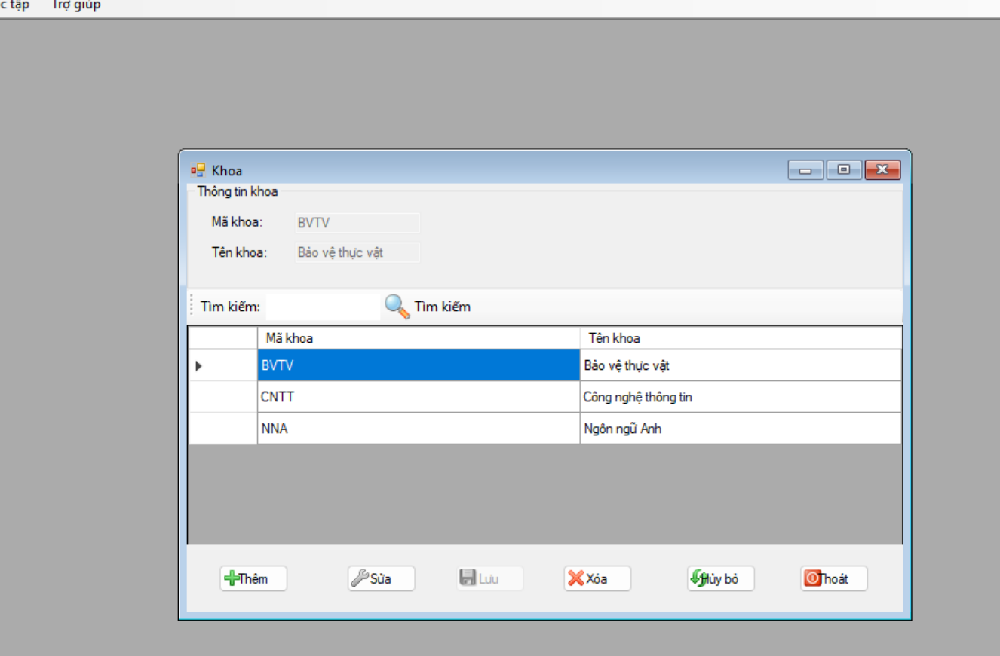 tập Trợ giúp
Khoa
Thông tin khoa
Mã khoa: BVTV
Tên khoa: Bảo vệ thực vật
Tìm kiếm: Tìm kiếm
Mã khoa Tên khoa
BVTV Bảo vệ thực vật
CNTT Công nghệ thông tin
NNA Ngôn ngữ Anh
Thêm Sửa Lưu Xóa Hủy bỏ Thoát